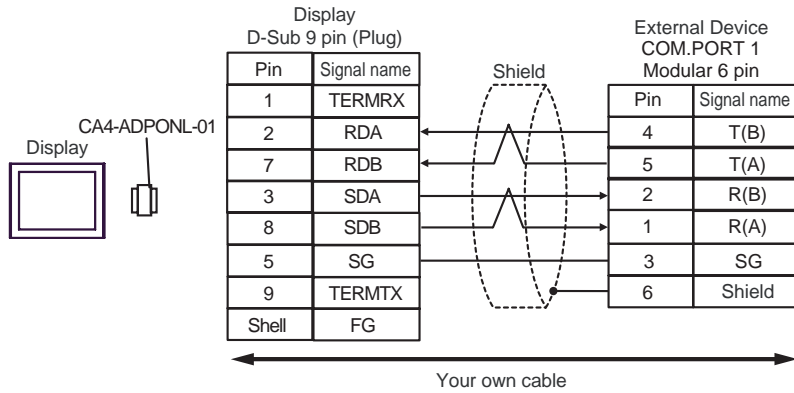 Display
D-Sub 9 pin (Plug)
External Device
COM.PORT 1
Modular 6 pin
Pin Signal name
Shield
Pin Signal name
1 TERMRX
CA4-ADPONL-01
Display
2 RDA
4 T(B)
7 RDB
5 T(A)
3 SDA
2 R(B)
8 SDB
1 R(A)
5 SG
3 SG
9 TERMTX
6 Shield
Shell FG
Your own cable